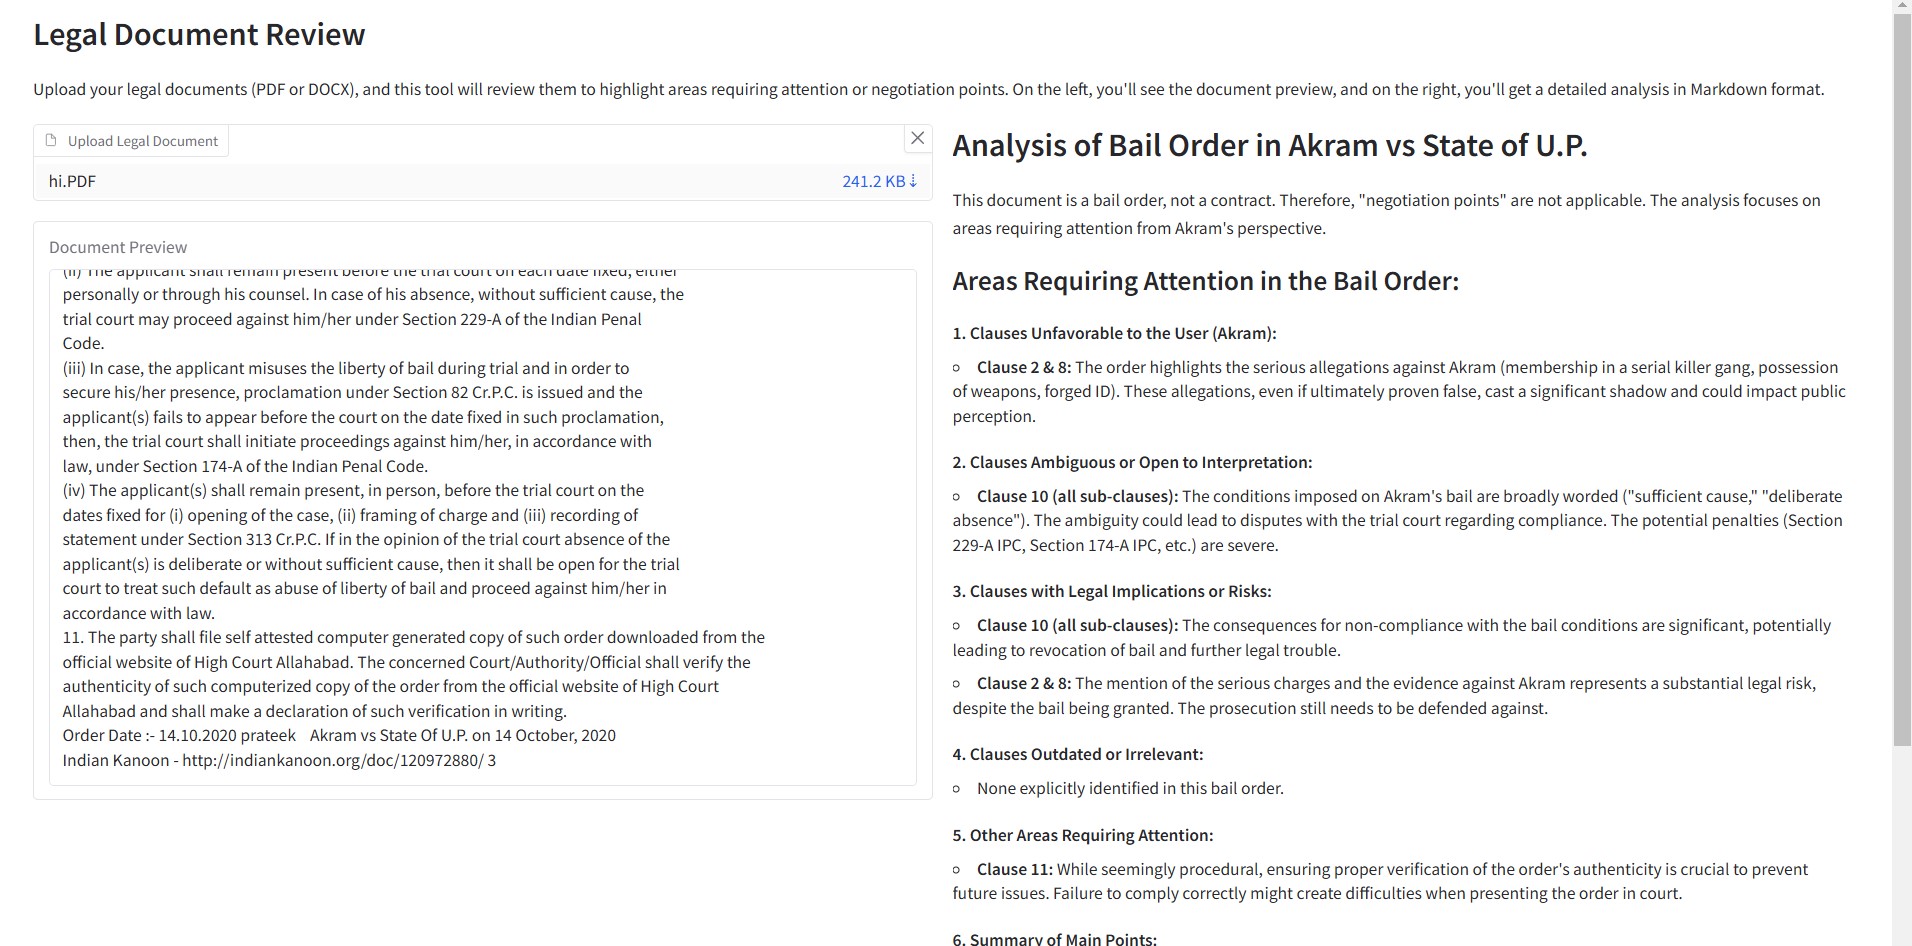 Legal Document Review
Upload your legal documents (PDF or DOCX), and this tool will review them to highlight areas requiring attention or negotiation points. On the left, you'll see the document preview, and on the right, you'll get a detailed analysis in Markdown format.
Upload Legal Document
hi.PDF
241.2 KB ↓
Document Preview
(ii) The applicant shall remain present before the trial court on each date fixed, either
personally or through his counsel. In case of his absence, without sufficient cause, the
trial court may proceed against him/her under Section 229-A of the Indian Penal
Code.
(iii) In case, the applicant misuses the liberty of bail during trial and in order to
secure his/her presence, proclamation under Section 82 Cr.P.C. is issued and the
applicant(s) fails to appear before the court on the date fixed in such proclamation,
then, the trial court shall initiate proceedings against him/her, in accordance with
law, under Section 174-A of the Indian Penal Code.
(iv) The applicant(s) shall remain present, in person, before the trial court on the
dates fixed for (i) opening of the case, (ii) framing of charge and (iii) recording of
statement under Section 313 Cr.P.C. If in the opinion of the trial court absence of the
applicant(s) is deliberate or without sufficient cause, then it shall be open for the trial
court to treat such default as abuse of liberty of bail and proceed against him/her in
accordance with law.
11. The party shall file self attested computer generated copy of such order downloaded from the
official website of High Court Allahabad. The concerned Court/Authority/Official shall verify the
authenticity of such computerized copy of the order from the official website of High Court
Allahabad and shall make a declaration of such verification in writing.
Order Date :- 14.10.2020 prateek Akram vs State Of U.P. on 14 October, 2020
Indian Kanoon - http://indiankanoon.org/doc/120972880/ 3
Analysis of Bail Order in Akram vs State of U.P.
This document is a bail order, not a contract. Therefore, "negotiation points" are not applicable. The analysis focuses on
areas requiring attention from Akram's perspective.
Areas Requiring Attention in the Bail Order:
1. Clauses Unfavorable to the User (Akram):
Clause 2 & 8: The order highlights the serious allegations against Akram (membership in a serial killer gang, possession
of weapons, forged ID). These allegations, even if ultimately proven false, cast a significant shadow and could impact public
perception.
2. Clauses Ambiguous or Open to Interpretation:
Clause 10 (all sub-clauses): The conditions imposed on Akram's bail are broadly worded ("sufficient cause," "deliberate
absence"). The ambiguity could lead to disputes with the trial court regarding compliance. The potential penalties (Section
229-A IPC, Section 174-A IPC, etc.) are severe.
3. Clauses with Legal Implications or Risks:
Clause 10 (all sub-clauses): The consequences for non-compliance with the bail conditions are significant, potentially
leading to revocation of bail and further legal trouble.
Clause 2 & 8: The mention of the serious charges and the evidence against Akram represents a substantial legal risk,
despite the bail being granted. The prosecution still needs to be defended against.
4. Clauses Outdated or Irrelevant:
None explicitly identified in this bail order.
5. Other Areas Requiring Attention:
Clause 11: While seemingly procedural, ensuring proper verification of the order's authenticity is crucial to prevent
future issues. Failure to comply correctly might create difficulties when presenting the order in court.
6. Summary of Main Points: